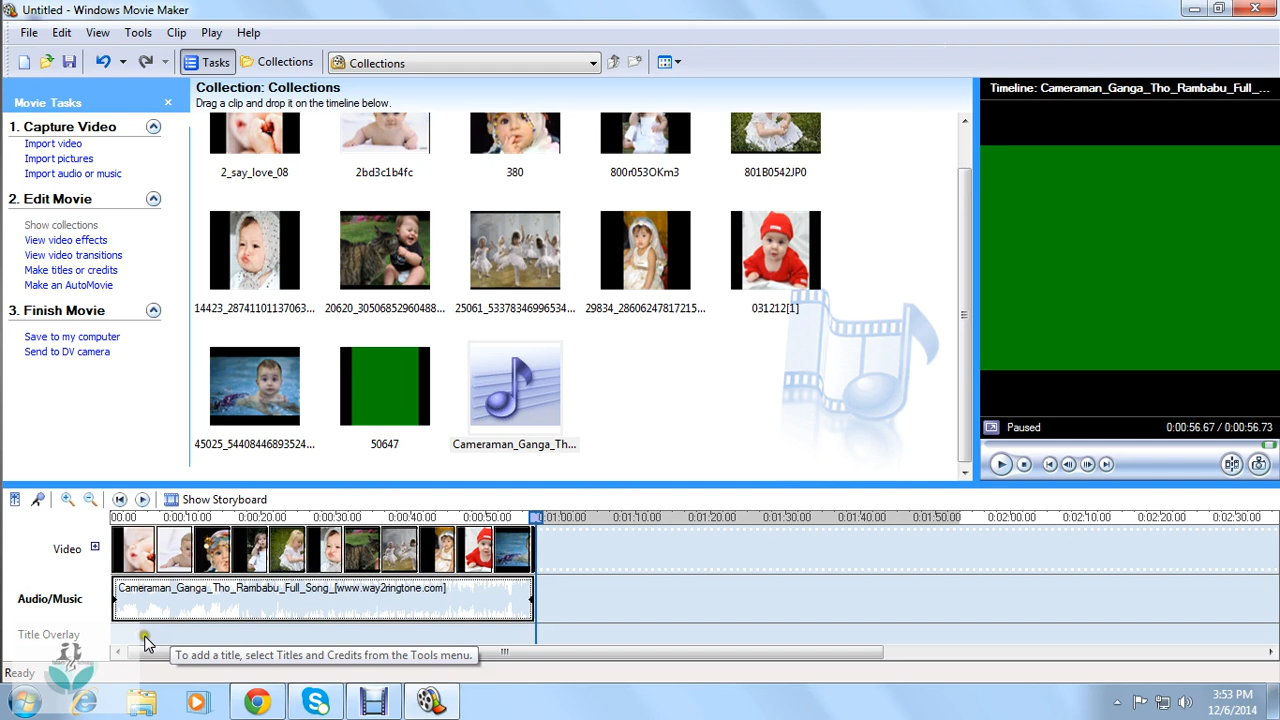 Untitled - Windows Movie Maker
File Edit View Tools Clip Play Help
Tasks Collections Collections
Movie Tasks
1. Capture Video
Import video
Import pictures
Import audio or music
2. Edit Movie
Show collections
View video effects
View video transitions
Make titles or credits
Make an AutoMovie
3. Finish Movie
Save to my computer
Send to DV camera
Collection: Collections
Drag a clip and drop it on the timeline below.
2_say_love_08 2bd3c1b4fc 380 800r053OKm3 801B0542JP0
14423_28741101137063... 20620_30506852960488... 25061_53378346996534... 29834_28606247817215... 031212[1]
45025_54408446893524... 50647 Cameraman_Ganga_Th...
Timeline: Cameraman_Ganga_Tho_Rambabu_Full_...
Paused 0:00:56.67 / 0:00:56.73
Show Storyboard
00.00 0:00:10.00 0:00:20.00 0:00:30.00 0:00:40.00 0:00:50.00 0:01:00.00 0:01:10.00 0:01:20.00 0:01:30.00 0:01:40.00 0:01:50.00 0:02:00.00 0:02:10.00 0:02:20.00 0:02:30.00
Video
Audio/Music
Cameraman_Ganga_Tho_Rambabu_Full_Song_[www.way2ringtone.com]
Title Overlay
To add a title, select Titles and Credits from the Tools menu.
Ready
3:53 PM
12/6/2014